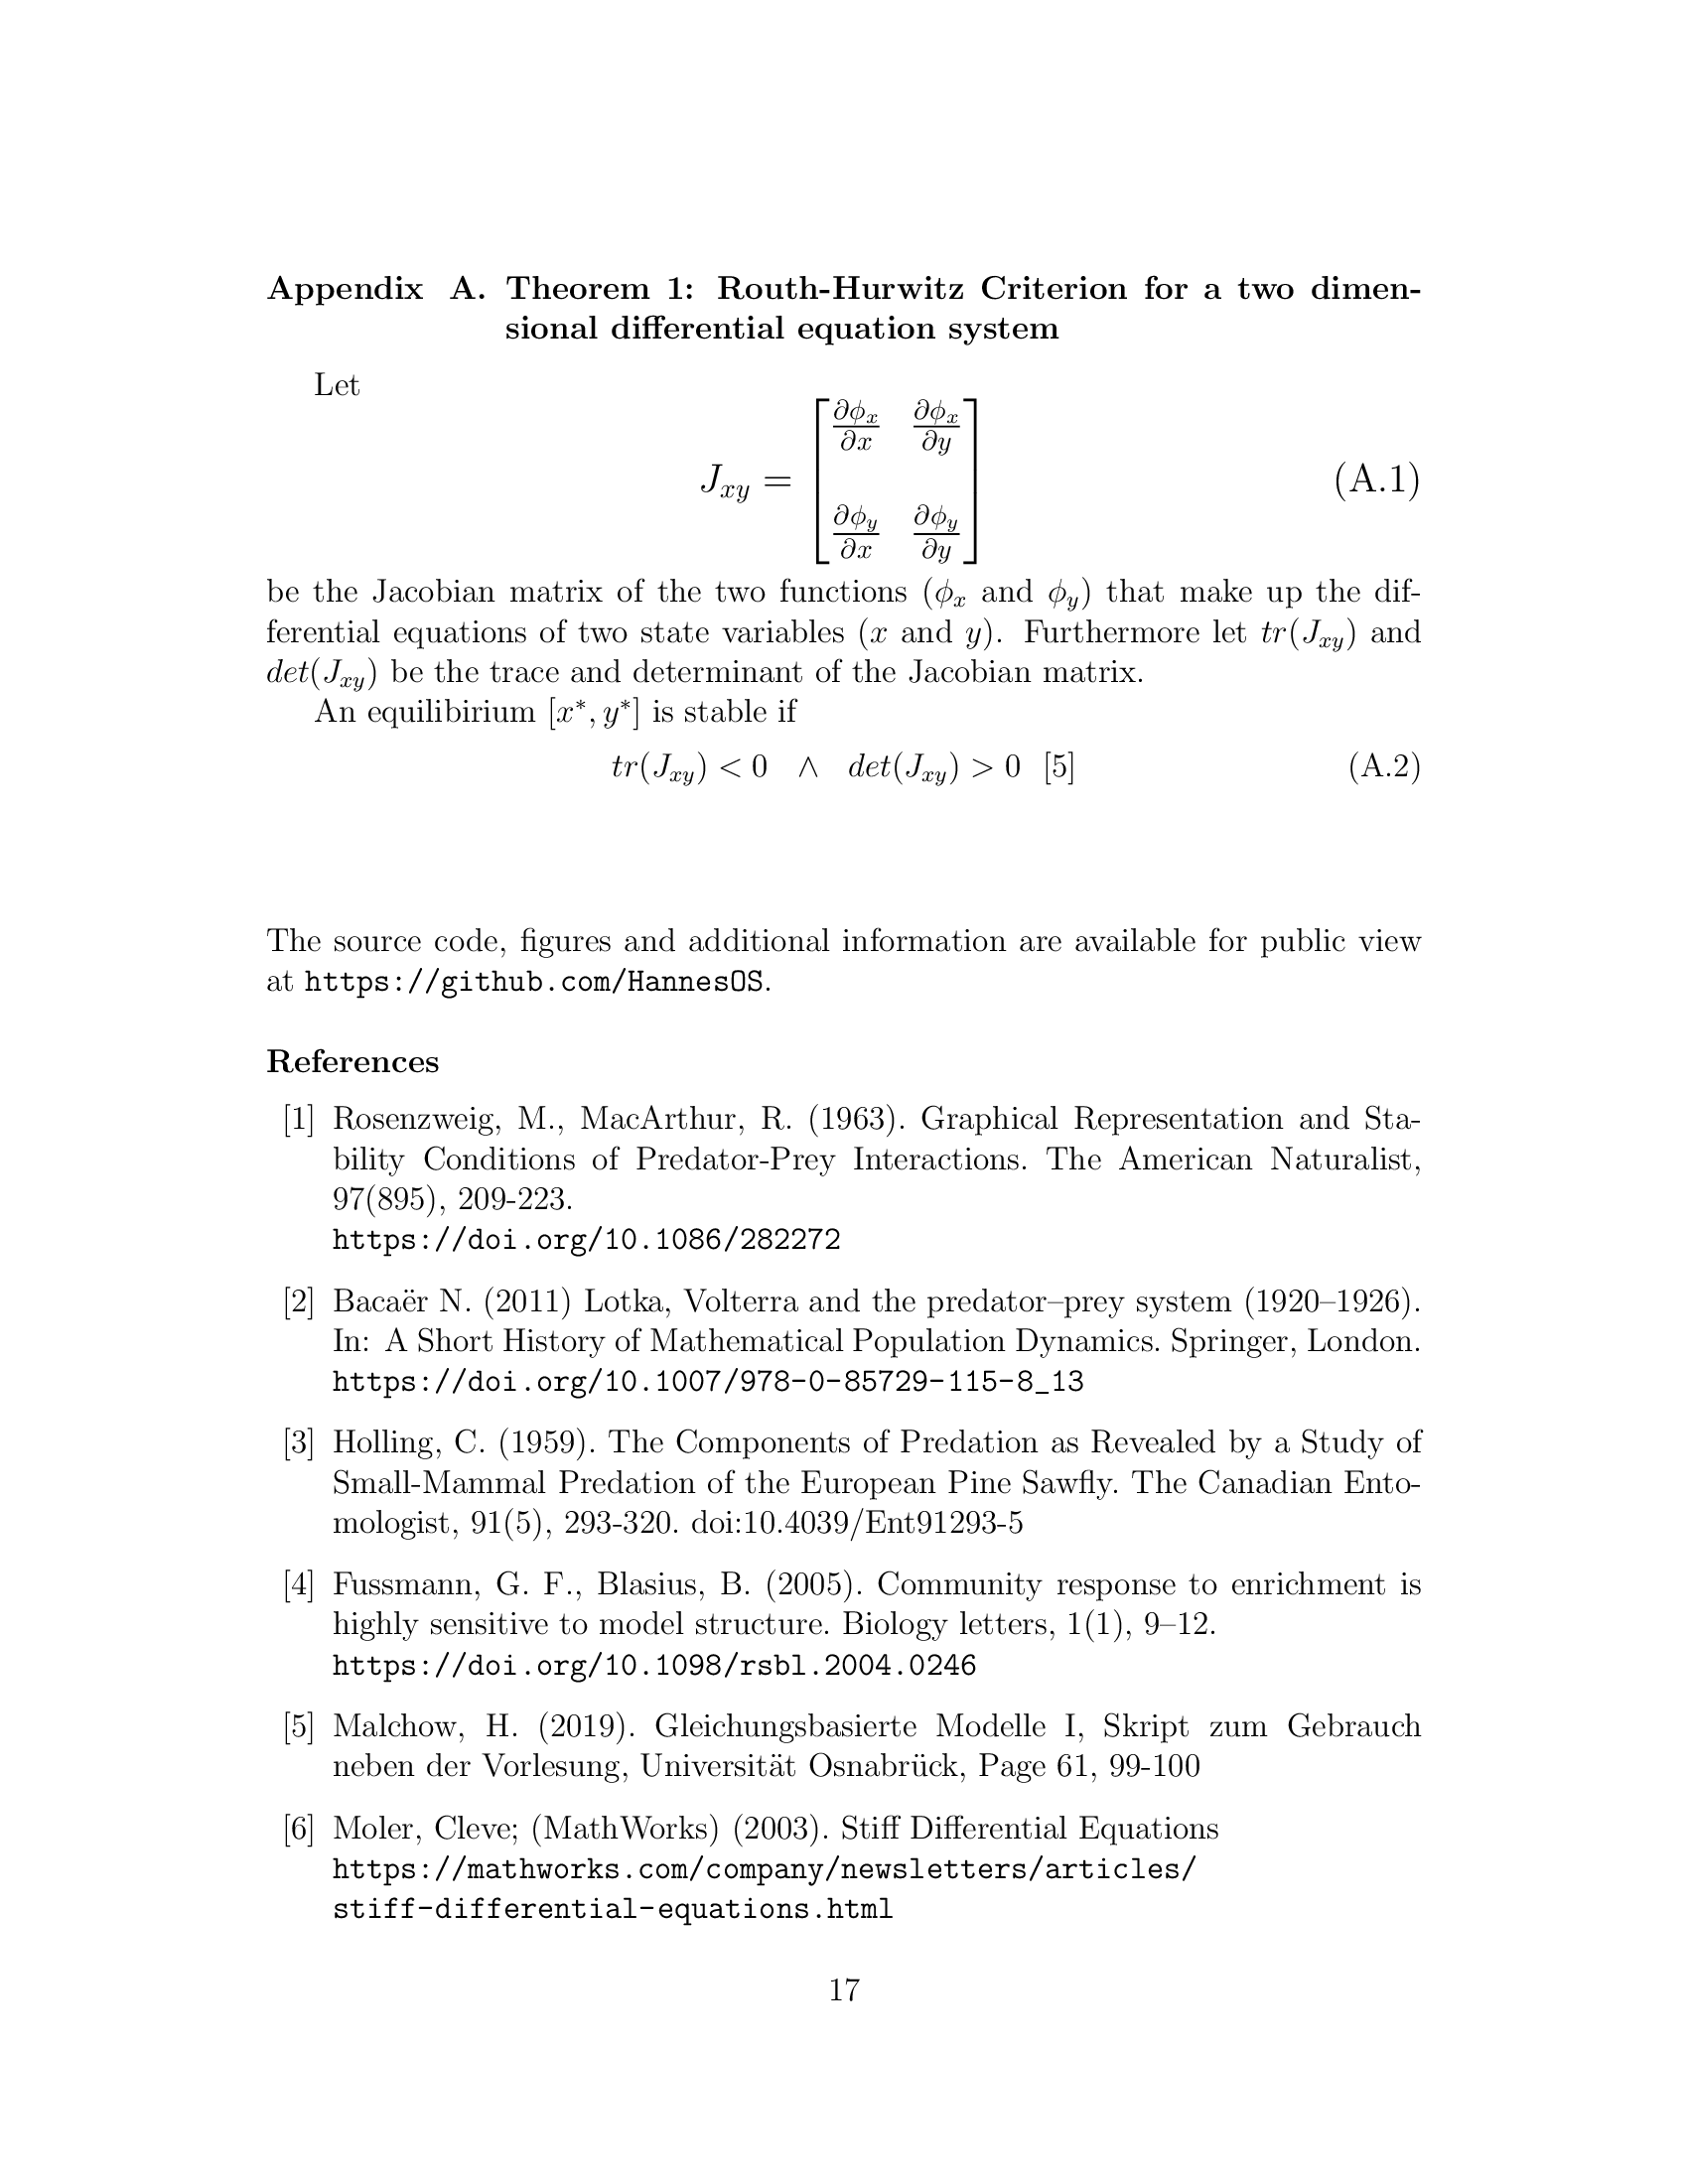 Appendix A. Theorem 1: Routh-Hurwitz Criterion for a two dimen-
sional differential equation system
Let
J_{xy} = \begin{bmatrix} \frac{\partial\phi_x}{\partial x} & \frac{\partial\phi_x}{\partial y} \\ \frac{\partial\phi_y}{\partial x} & \frac{\partial\phi_y}{\partial y} \end{bmatrix} (A.1)
be the Jacobian matrix of the two functions (ϕ_x and ϕ_y) that make up the dif-
ferential equations of two state variables (x and y). Furthermore let tr(J_{xy}) and
det(J_{xy}) be the trace and determinant of the Jacobian matrix.
An equilibirium [x*, y*] is stable if
tr(J_{xy}) < 0 ∧ det(J_{xy}) > 0 [5] (A.2)
The source code, figures and additional information are available for public view
at https://github.com/HannesOS.
References
[1] Rosenzweig, M., MacArthur, R. (1963). Graphical Representation and Sta-
bility Conditions of Predator-Prey Interactions. The American Naturalist,
97(895), 209-223.
https://doi.org/10.1086/282272
[2] Bacaër N. (2011) Lotka, Volterra and the predator–prey system (1920–1926).
In: A Short History of Mathematical Population Dynamics. Springer, London.
https://doi.org/10.1007/978-0-85729-115-8_13
[3] Holling, C. (1959). The Components of Predation as Revealed by a Study of
Small-Mammal Predation of the European Pine Sawfly. The Canadian Ento-
mologist, 91(5), 293-320. doi:10.4039/Ent91293-5
[4] Fussmann, G. F., Blasius, B. (2005). Community response to enrichment is
highly sensitive to model structure. Biology letters, 1(1), 9–12.
https://doi.org/10.1098/rsbl.2004.0246
[5] Malchow, H. (2019). Gleichungsbasierte Modelle I, Skript zum Gebrauch
neben der Vorlesung, Universität Osnabrück, Page 61, 99-100
[6] Moler, Cleve; (MathWorks) (2003). Stiff Differential Equations
https://mathworks.com/company/newsletters/articles/
stiff-differential-equations.html
17